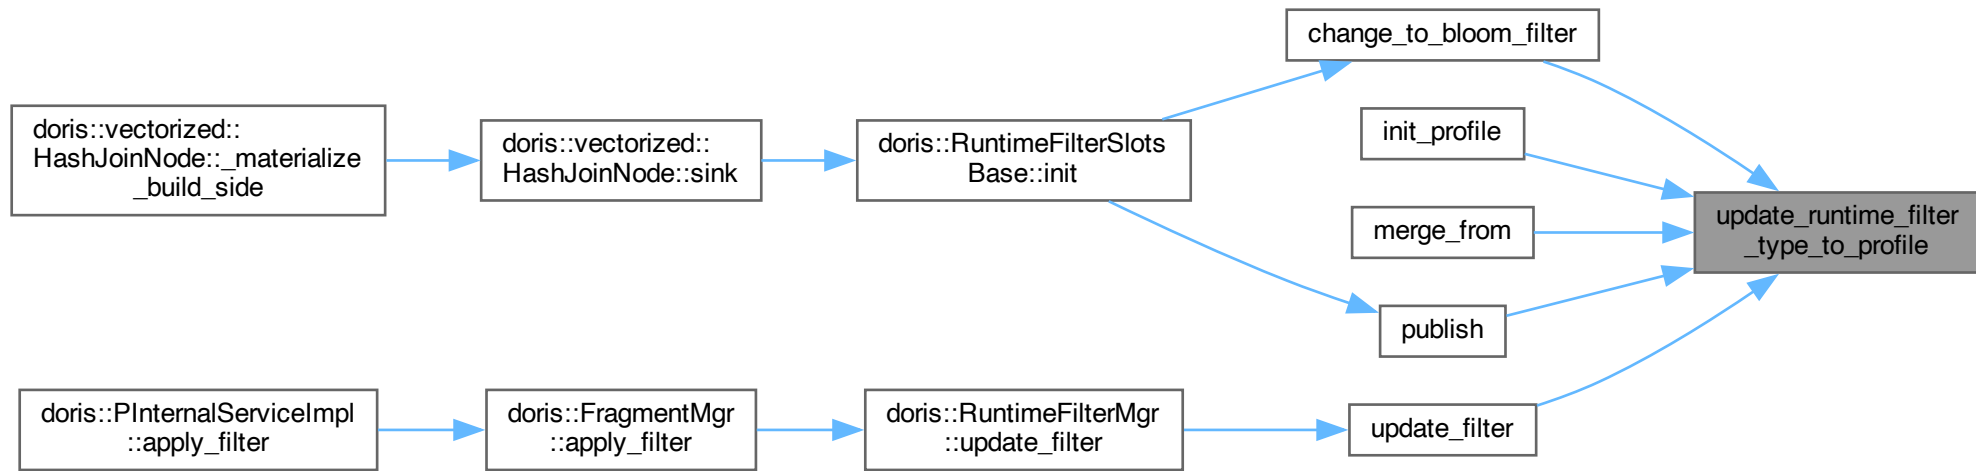 change_to_bloom_filter
doris::vectorized::
HashJoinNode::_materialize
_build_side
doris::vectorized::
HashJoinNode::sink
doris::RuntimeFilterSlots
Base::init
init_profile
merge_from
update_runtime_filter
_type_to_profile
publish
doris::PInternalServiceImpl
::apply_filter
doris::FragmentMgr
::apply_filter
doris::RuntimeFilterMgr
::update_filter
update_filter